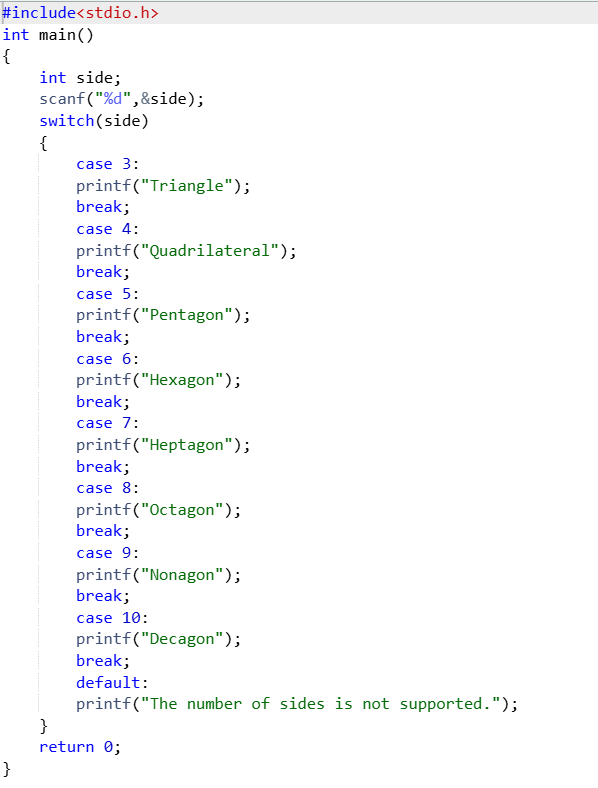 #include<stdio.h>
int main()
{
    int side;
    scanf("%d",&side);
    switch(side)
    {
        case 3:
        printf("Triangle");
        break;
        case 4:
        printf("Quadrilateral");
        break;
        case 5:
        printf("Pentagon");
        break;
        case 6:
        printf("Hexagon");
        break;
        case 7:
        printf("Heptagon");
        break;
        case 8:
        printf("Octagon");
        break;
        case 9:
        printf("Nonagon");
        break;
        case 10:
        printf("Decagon");
        break;
        default:
        printf("The number of sides is not supported.");
    }
    return 0;
}